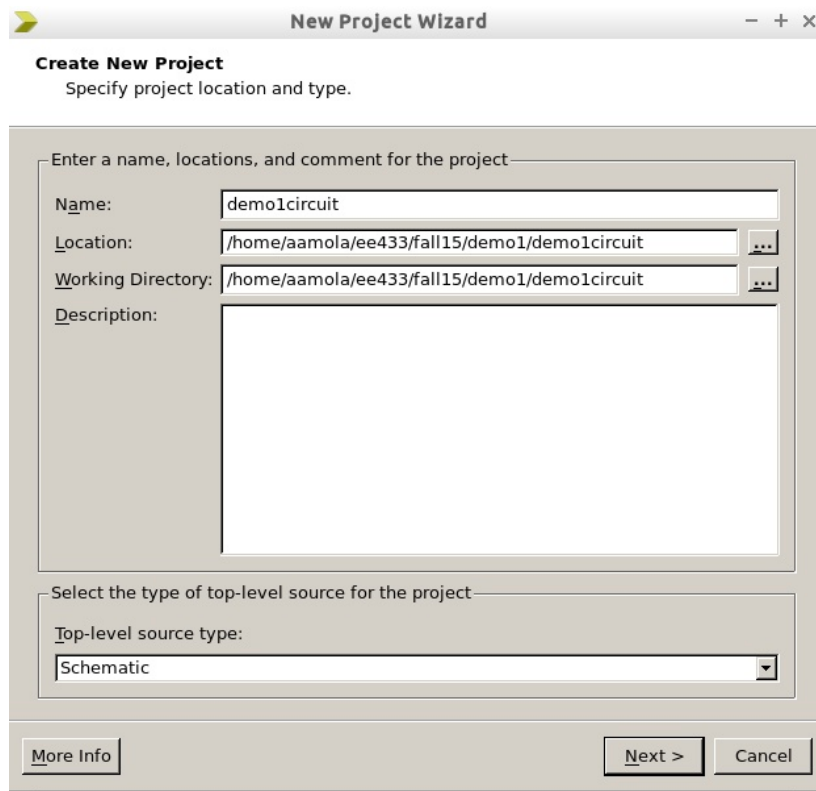 New Project Wizard
Create New Project
Specify project location and type.
Enter a name, locations, and comment for the project
Name: demo1circuit
Location: /home/aamola/ee433/fall15/demo1/demo1circuit ...
Working Directory: /home/aamola/ee433/fall15/demo1/demo1circuit ...
Description:
Select the type of top-level source for the project
Top-level source type:
Schematic
More Info Next > Cancel